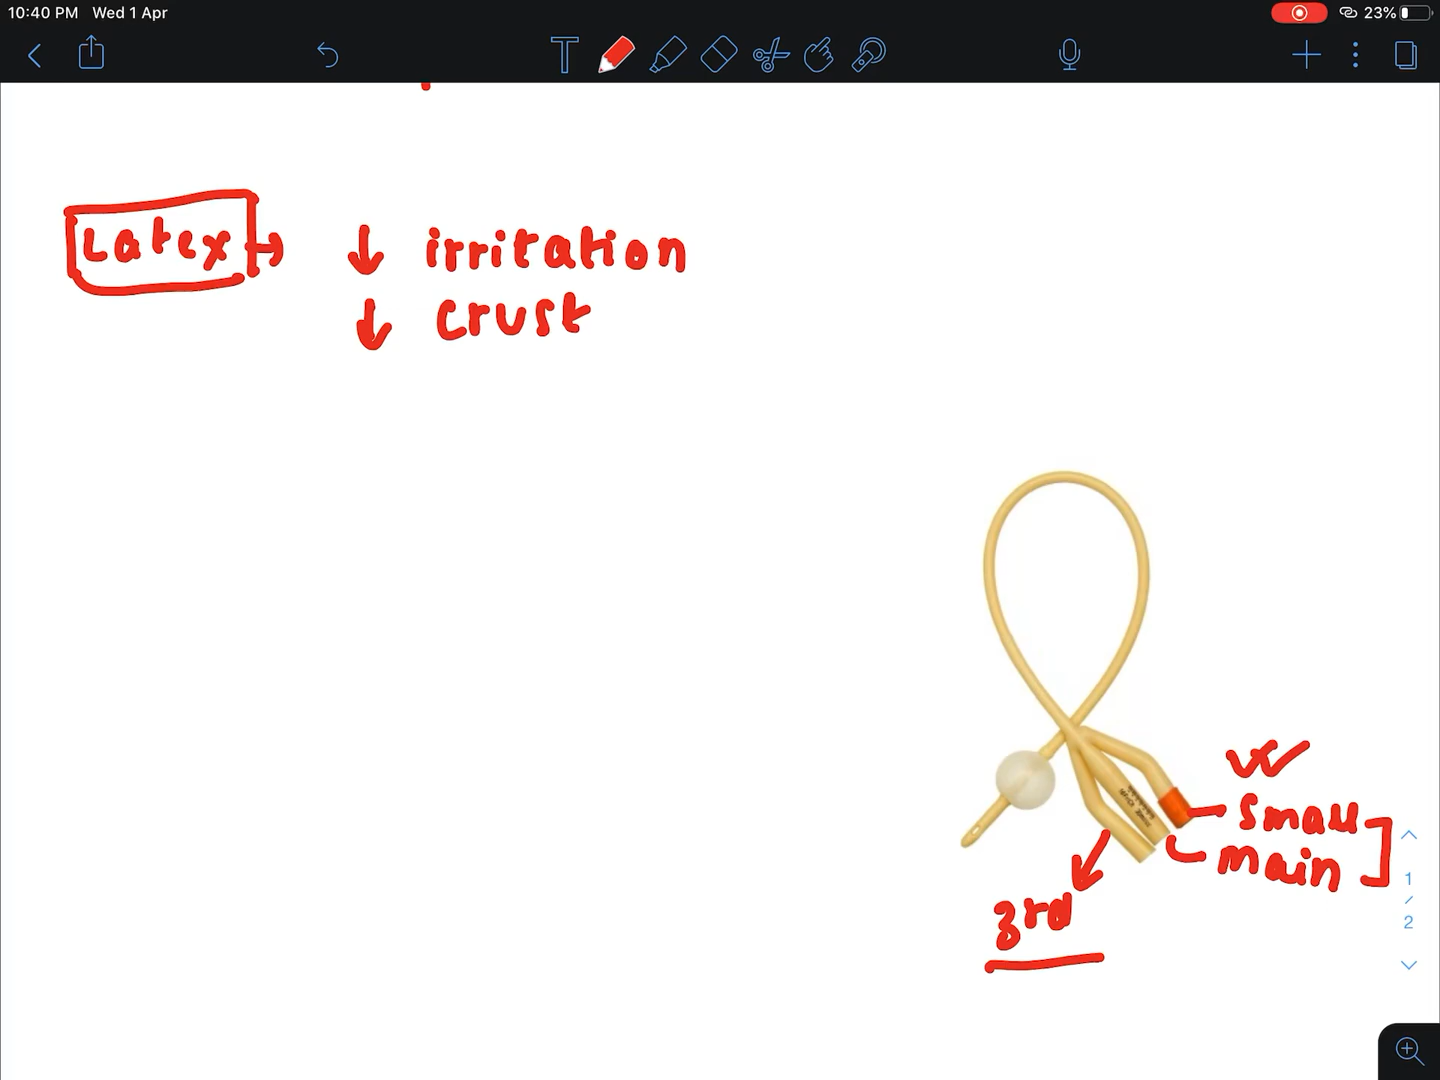 10:40 PM Wed 1 Apr
23%
Latex → ↓ irritation
↓ crust
small
main
3rd
1
/
2